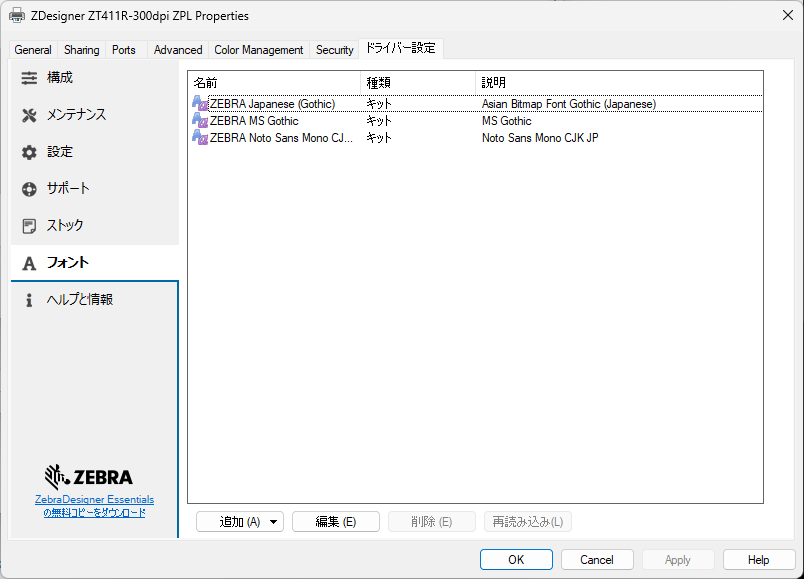 ZDesigner ZT411R-300dpi ZPL Properties
General Sharing Ports Advanced Color Management Security ドライバー設定
構成
メンテナンス
設定
サポート
ストック
フォント
ヘルプと情報
名前 種類 説明
ZEBRA Japanese (Gothic) キット Asian Bitmap Font Gothic (Japanese)
ZEBRA MS Gothic キット MS Gothic
ZEBRA Noto Sans Mono CJ... キット Noto Sans Mono CJK JP
ZEBRA
ZebraDesigner Essentials
の無料コピーをダウンロード
追加 (A) 編集 (E) 削除 (E) 再読み込み(L)
OK Cancel Apply Help